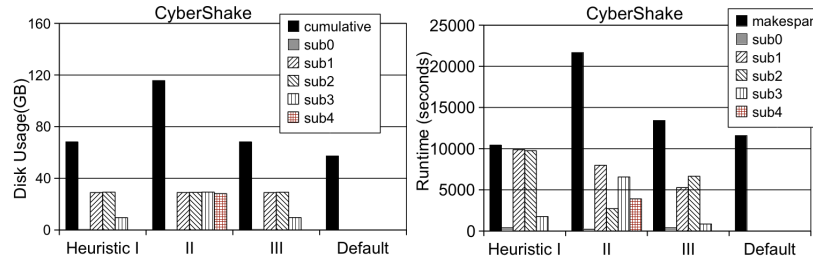 CyberShake
160
120
80
40
0
Disk Usage(GB)
cumulative
sub0
sub1
sub2
sub3
sub4
Heuristic I
II
III
Default
CyberShake
25000
20000
15000
10000
5000
0
Runtime (seconds)
makespan
sub0
sub1
sub2
sub3
sub4
Heuristic I
II
III
Default